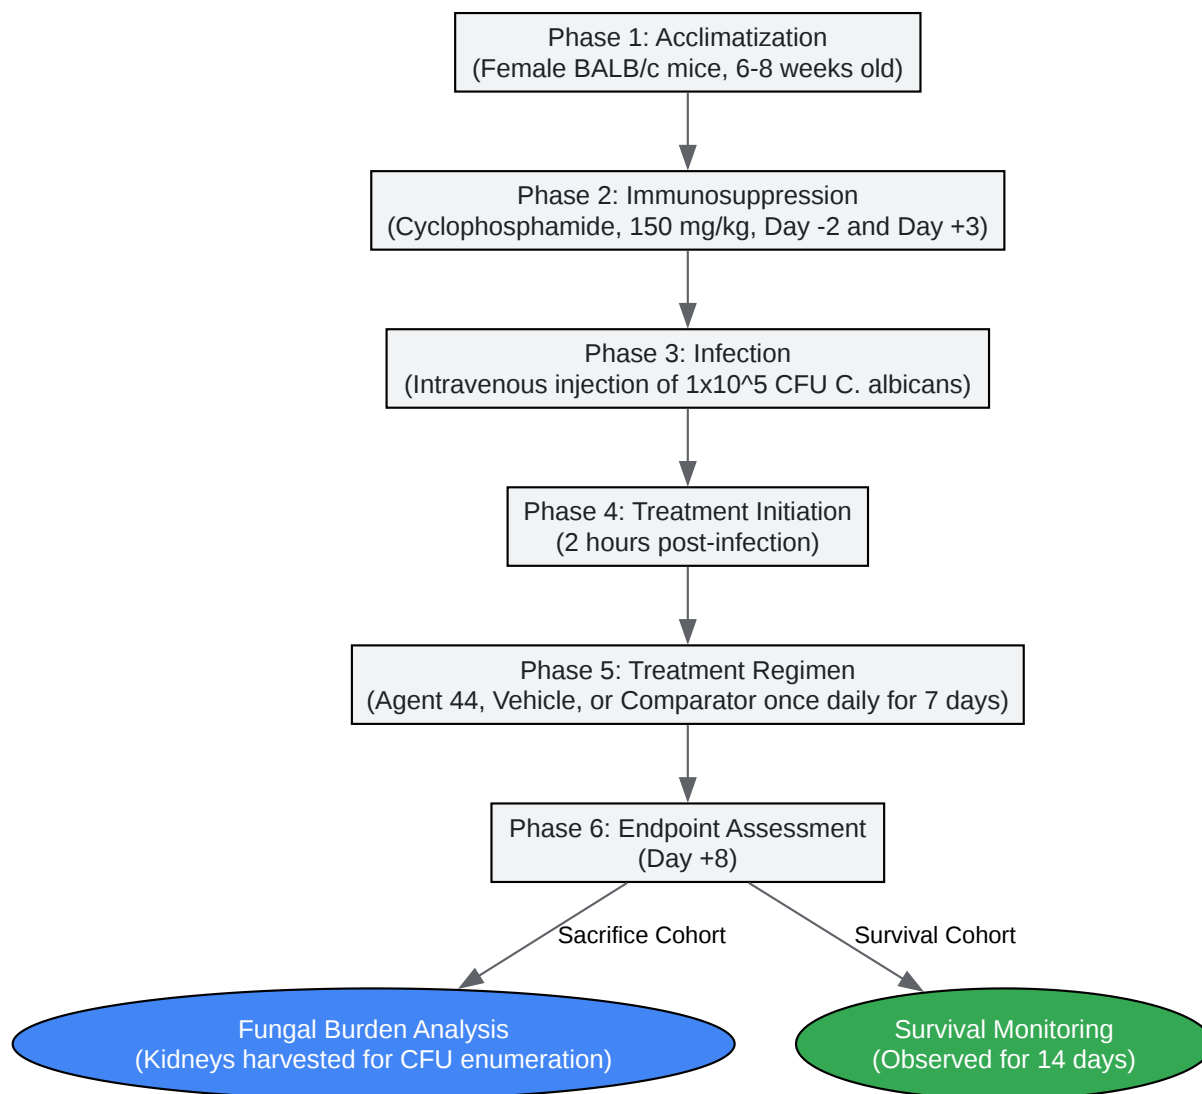 Phase 1: Acclimatization
(Female BALB/c mice, 6-8 weeks old)
Phase 2: Immunosuppression
(Cyclophosphamide, 150 mg/kg, Day -2 and Day +3)
Phase 3: Infection
(Intravenous injection of 1x10^5 CFU C. albicans)
Phase 4: Treatment Initiation
(2 hours post-infection)
Phase 5: Treatment Regimen
(Agent 44, Vehicle, or Comparator once daily for 7 days)
Phase 6: Endpoint Assessment
(Day +8)
Sacrifice Cohort
Survival Cohort
Fungal Burden Analysis
(Kidneys harvested for CFU enumeration)
Survival Monitoring
(Observed for 14 days)